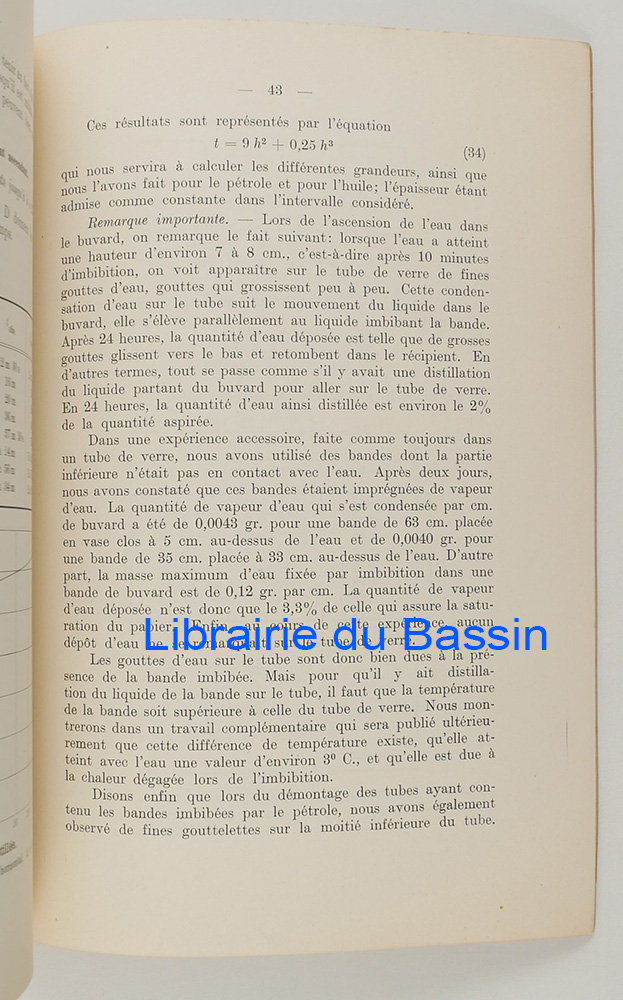 — 43 —
Ces résultats sont représentés par l'équation
t = 9 h² + 0,25 h³
(34)
qui nous servira à calculer les différentes grandeurs, ainsi que
nous l'avons fait pour le pétrole et pour l'huile; l'épaisseur étant
admise comme constante dans l'intervalle considéré.
Remarque importante. — Lors de l'ascension de l'eau dans
le buvard, on remarque le fait suivant: lorsque l'eau a atteint
une hauteur d'environ 7 à 8 cm., c'est-à-dire après 10 minutes
d'imbibition, on voit apparaître sur le tube de verre de fines
gouttes d'eau, gouttes qui grossissent peu à peu. Cette conden-
sation d'eau sur le tube suit le mouvement du liquide dans le
buvard, elle s'élève parallèlement au liquide imbibant la bande.
Après 24 heures, la quantité d'eau déposée est telle que de grosses
gouttes glissent vers le bas et retombent dans le récipient. En
d'autres termes, tout se passe comme s'il y avait une distillation
du liquide partant du buvard pour aller sur le tube de verre.
En 24 heures, la quantité d'eau ainsi distillée est environ le 2%
de la quantité aspirée.
Dans une expérience accessoire, faite comme toujours dans
un tube de verre, nous avons utilisé des bandes dont la partie
inférieure n'était pas en contact avec l'eau. Après deux jours,
nous avons constaté que ces bandes étaient imprégnées de vapeur
d'eau. La quantité de vapeur d'eau qui s'est condensée par cm.
de buvard a été de 0,0043 gr. pour une bande de 63 cm. placée
en vase clos à 5 cm. au-dessus de l'eau et de 0,0040 gr. pour
une bande de 35 cm. placée à 33 cm. au-dessus de l'eau. D'autre
part, la masse maximum d'eau fixée par imbibition dans une
bande de buvard est de 0,12 gr. par cm. La quantité de vapeur
d'eau déposée n'est donc que le 3,3% de celle qui assure la satu-
ration du papier. Enfin, au cours de cette expérience, aucun
dépôt d'eau ne se remarquait sur le tube de verre.
Librairie du Bassin
Les gouttes d'eau sur le tube sont donc bien dues à la pré-
sence de la bande imbibée. Mais pour qu'il y ait distilla-
tion du liquide de la bande sur le tube, il faut que la température
de la bande soit supérieure à celle du tube de verre. Nous mon-
trerons dans un travail complémentaire qui sera publié ultérieu-
rement que cette différence de température existe, qu'elle at-
teint avec l'eau une valeur d'environ 3⁰ C., et qu'elle est due à
la chaleur dégagée lors de l'imbibition.
Disons enfin que lors du démontage des tubes ayant con-
tenu les bandes imbibées par le pétrole, nous avons également
observé de fines gouttelettes sur la moitié inférieure du tube.